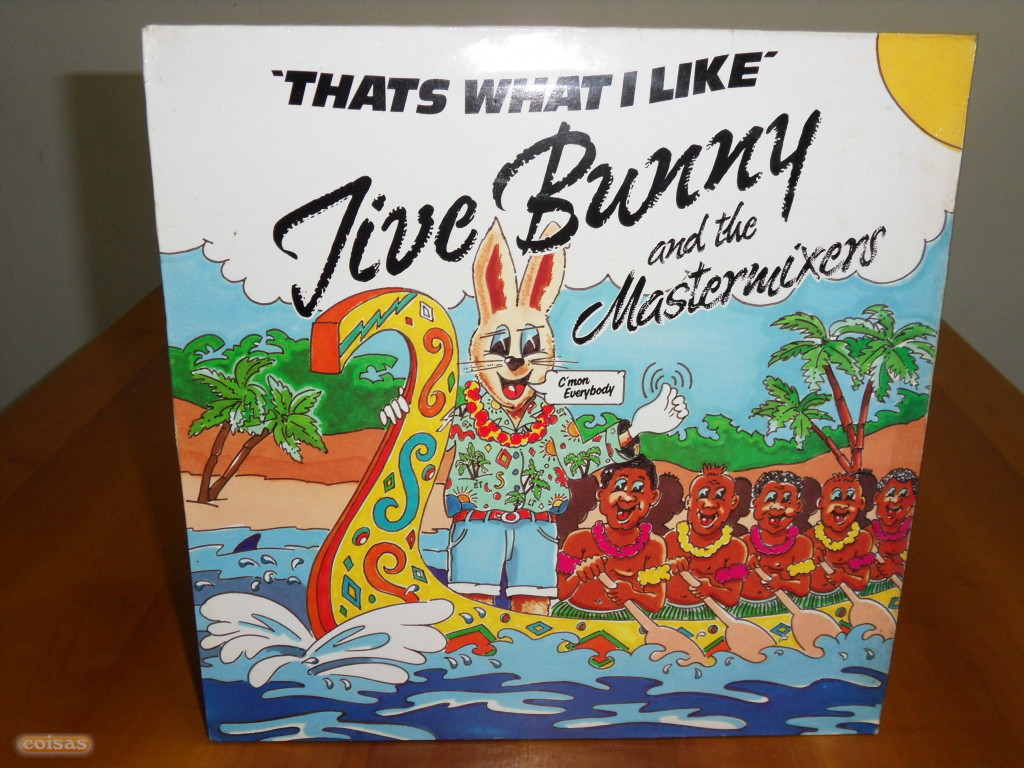 "THATS WHAT I LIKE"
Jive Bunny
and the
Mastermixers
C'mon
Everybody
coisas